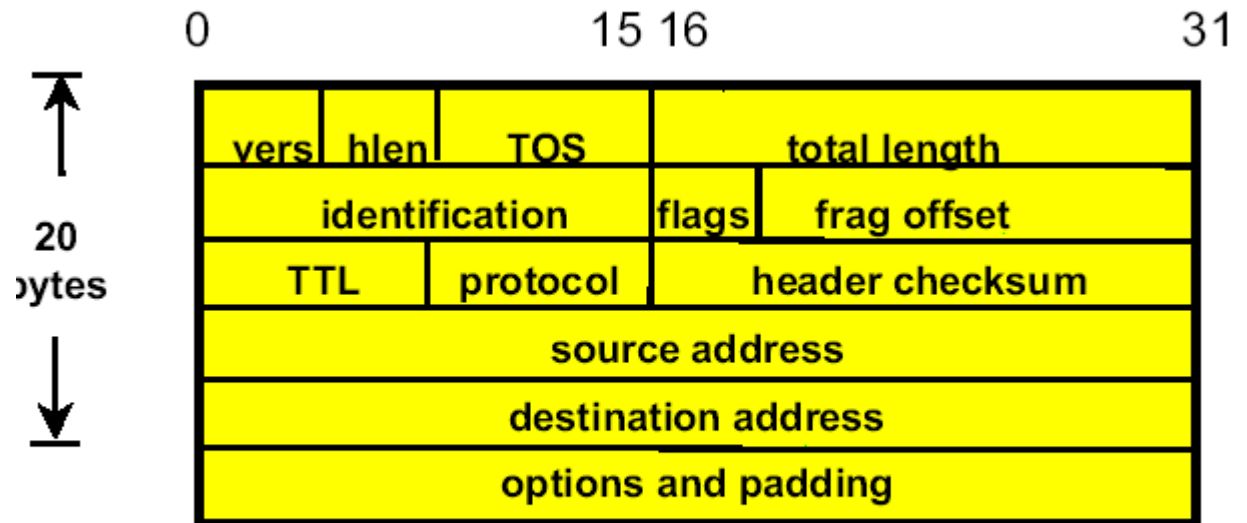 0 15 16 31
vers hlen TOS total length
identification flags frag offset
20
bytes
TTL protocol header checksum
source address
destination address
options and padding